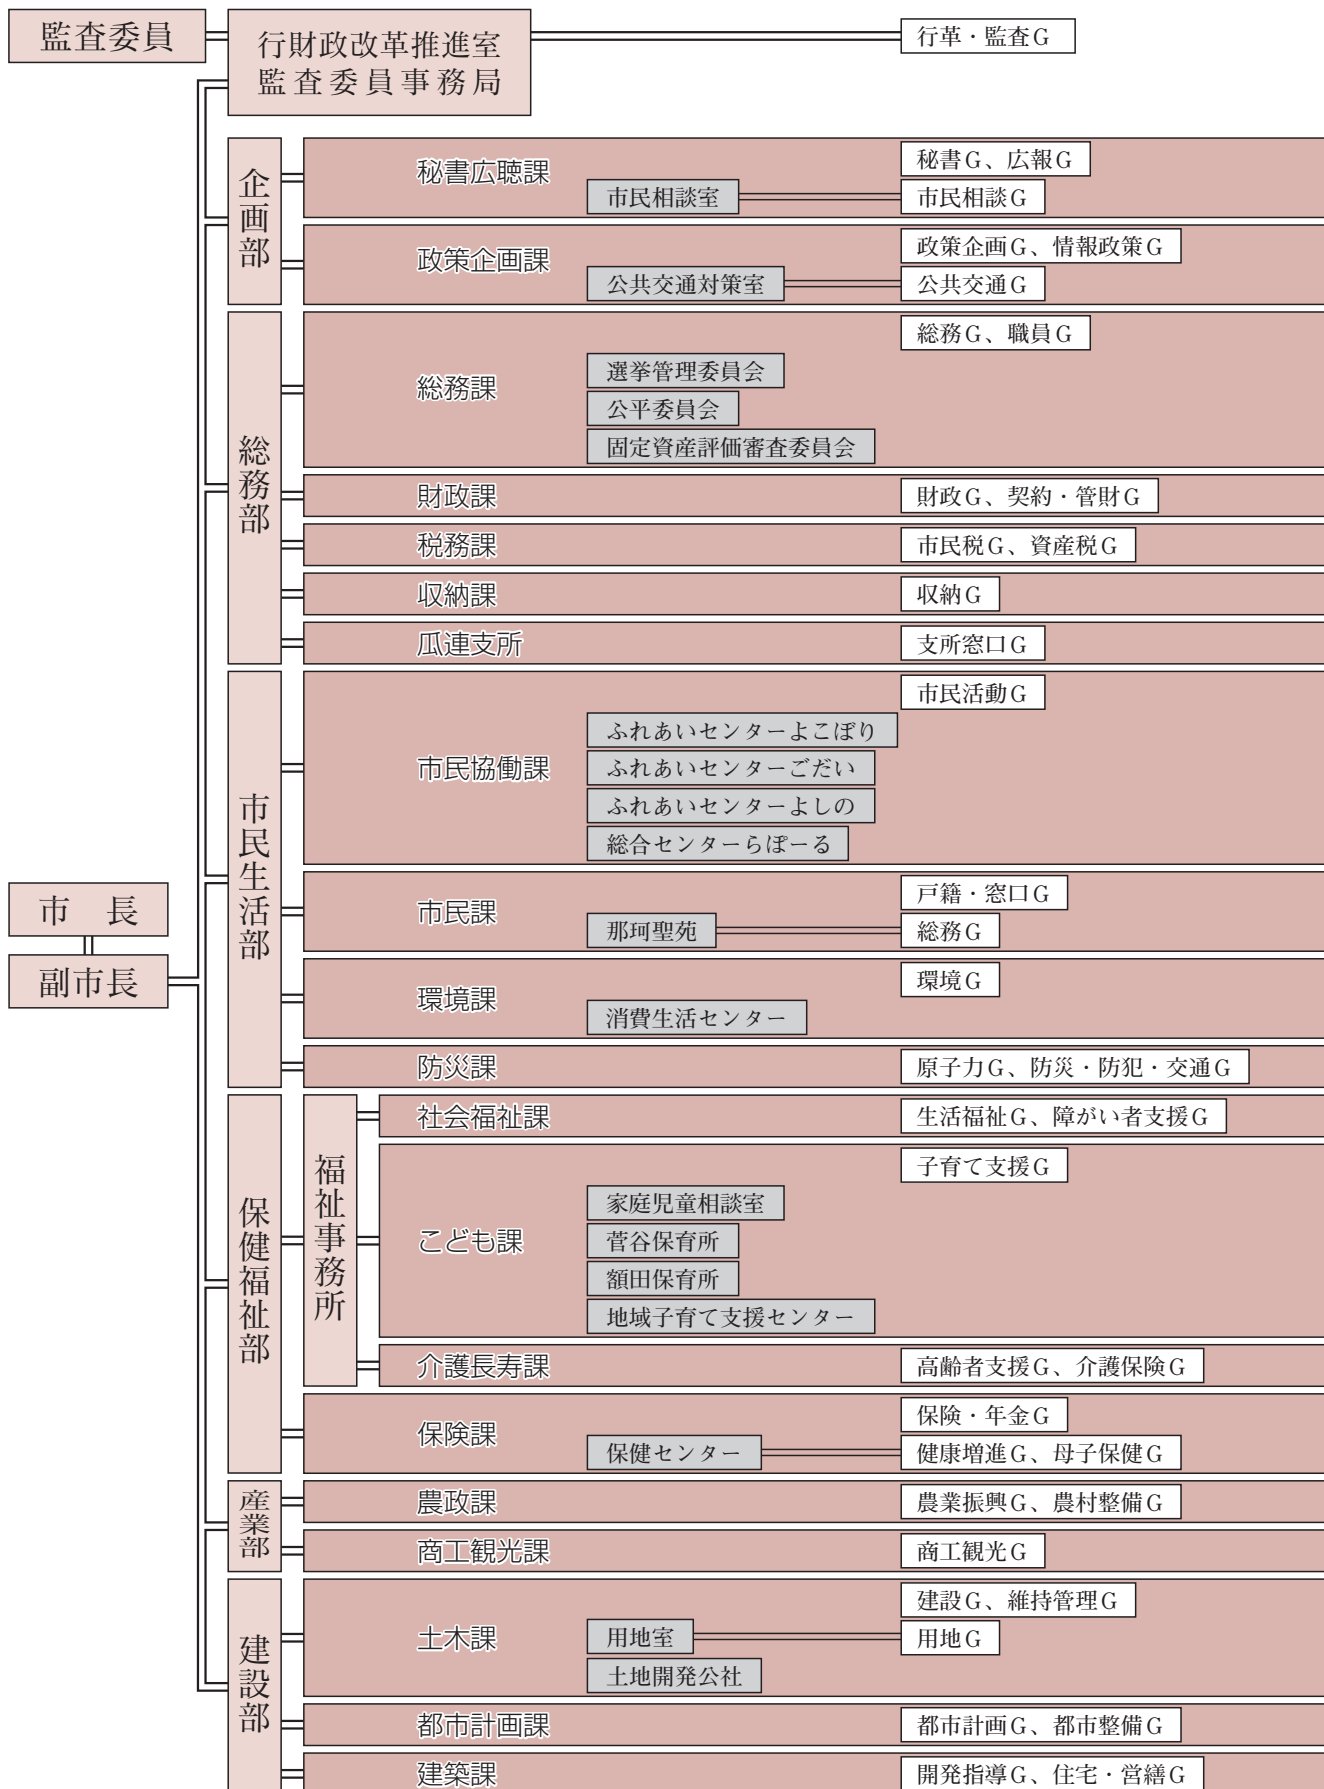 監査委員
行財政改革推進室
監査委員事務局
行革・監査G
企画部
秘書広聴課
秘書G、広報G
市民相談室
市民相談G
政策企画課
政策企画G、情報政策G
公共交通対策室
公共交通G
総務部
総務課
総務G、職員G
選挙管理委員会
公平委員会
固定資産評価審査委員会
財政課
財政G、契約・管財G
税務課
市民税G、資産税G
収納課
収納G
瓜連支所
支所窓口G
市長
副市長
市民生活部
市民協働課
市民活動G
ふれあいセンターよこぼり
ふれあいセンターごだい
ふれあいセンターよしの
総合センターらぽーる
市民課
戸籍・窓口G
那珂聖苑
総務G
環境課
環境G
消費生活センター
防災課
原子力G、防災・防犯・交通G
保健福祉部
福祉事務所
社会福祉課
生活福祉G、障がい者支援G
こども課
子育て支援G
家庭児童相談室
菅谷保育所
額田保育所
地域子育て支援センター
介護長寿課
高齢者支援G、介護保険G
保険課
保険・年金G
保健センター
健康増進G、母子保健G
産業部
農政課
農業振興G、農村整備G
商工観光課
商工観光G
建設部
土木課
建設G、維持管理G
用地室
用地G
土地開発公社
都市計画課
都市計画G、都市整備G
建築課
開発指導G、住宅・営繕G